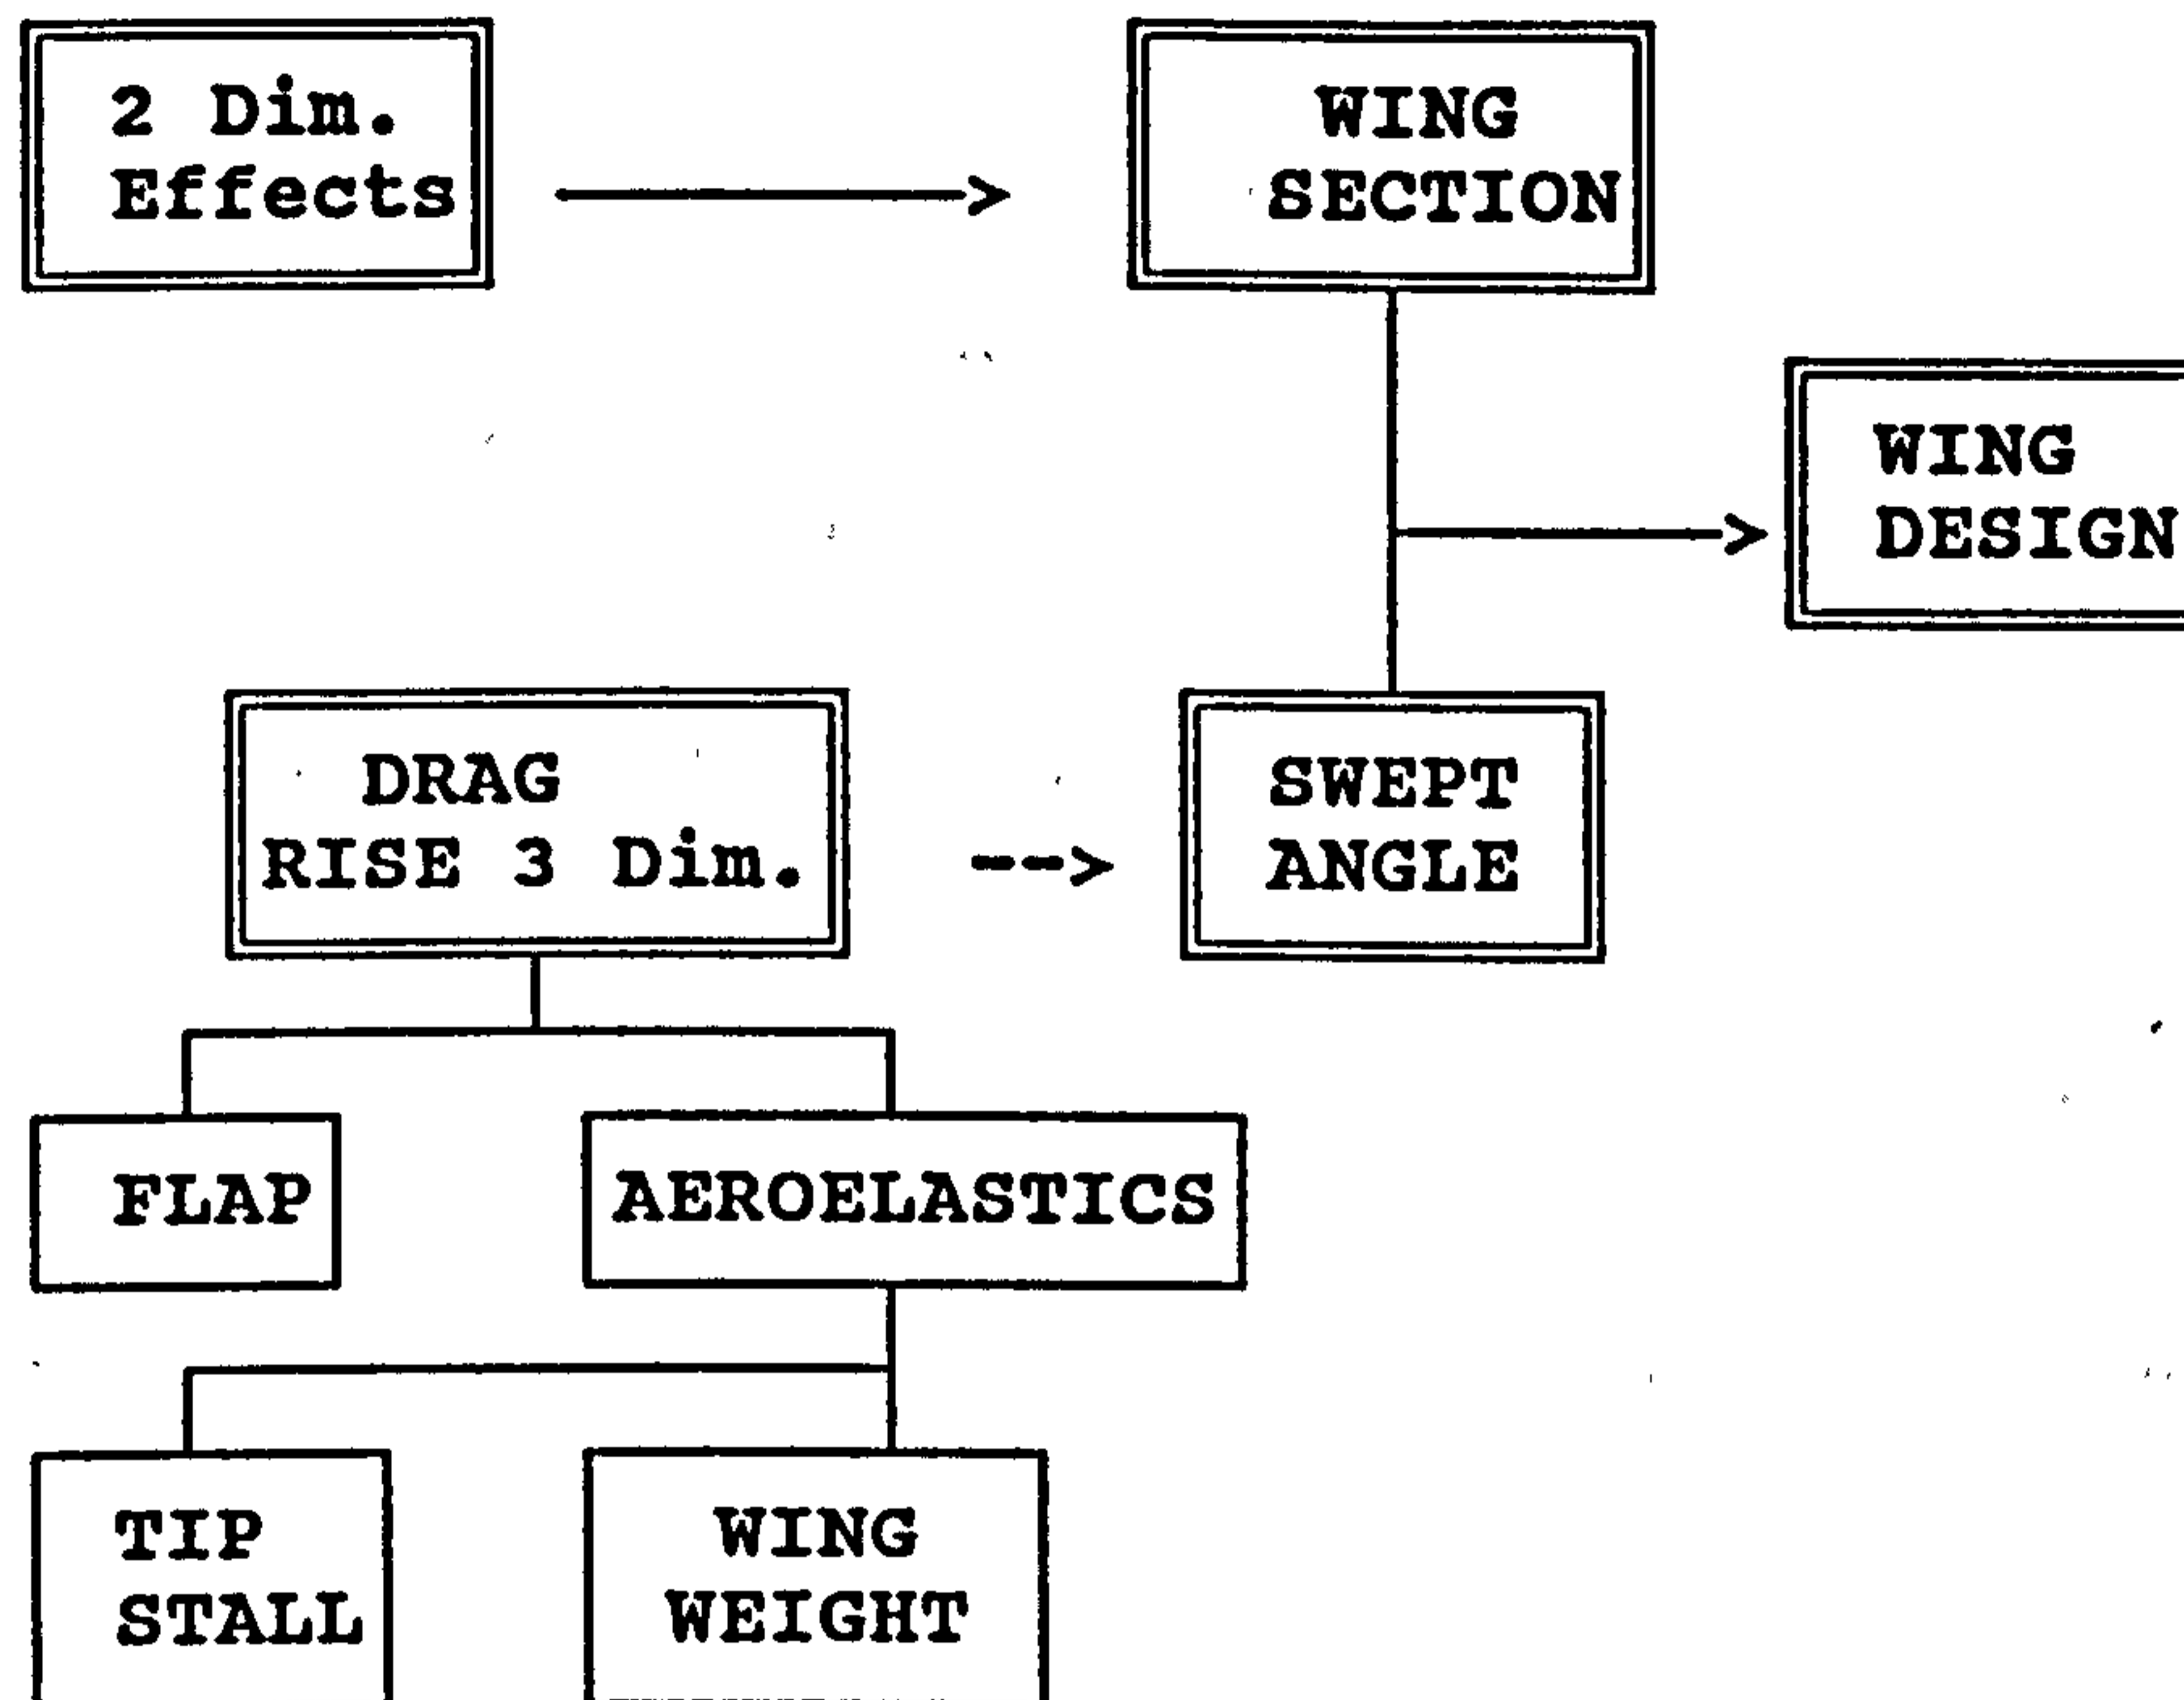 2 Dim.
Effects
WING
SECTION
WING
DESIGN
DRAG
RISE 3 Dim.
-->
SWEPT
ANGLE
FLAP
AEROELASTICS
TIP
STALL
WING
WEIGHT